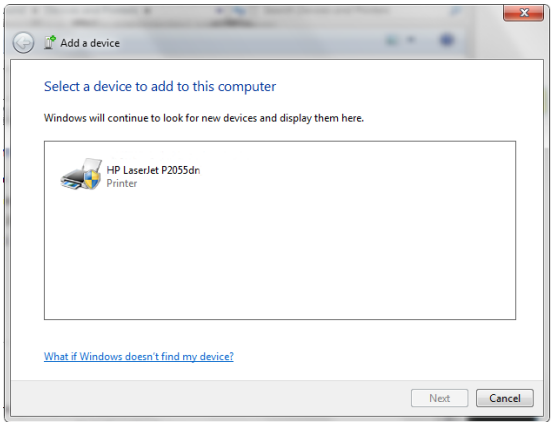 Add a device
Select a device to add to this computer
Windows will continue to look for new devices and display them here.
HP LaserJet P2055dn
Printer
What if Windows doesn't find my device?
Next
Cancel